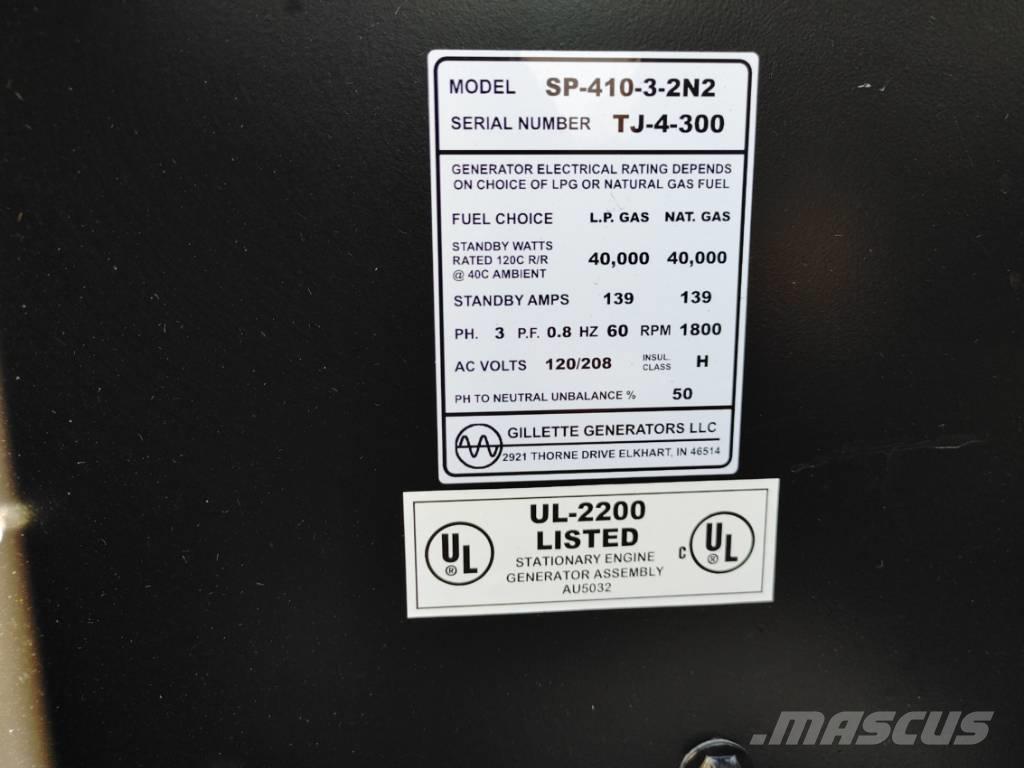 MODEL SP-410-3-2N2
SERIAL NUMBER TJ-4-300
GENERATOR ELECTRICAL RATING DEPENDS
ON CHOICE OF LPG OR NATURAL GAS FUEL
FUEL CHOICE L.P. GAS NAT. GAS
STANDBY WATTS
RATED 120C R/R 40,000 40,000
@ 40C AMBIENT
STANDBY AMPS 139 139
PH. 3 P.F. 0.8 HZ 60 RPM 1800
AC VOLTS 120/208 INSUL. CLASS H
PH TO NEUTRAL UNBALANCE % 50
GILLETTE GENERATORS LLC
2921 THORNE DRIVE ELKHART, IN 46514
UL-2200
LISTED
UL ® C UL ®
STATIONARY ENGINE
GENERATOR ASSEMBLY
AU5032
MASCUS